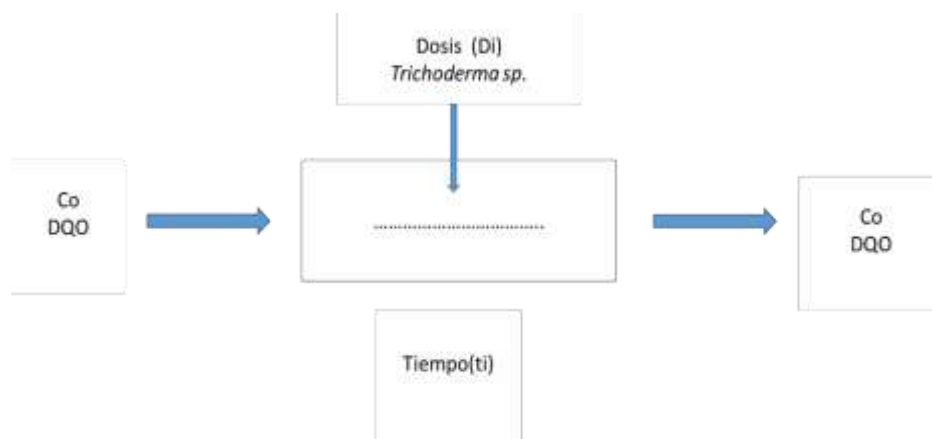 Dosis (Di)
Trichoderma sp.
Co
DQO
....................................
Co
DQO
Tiempo(ti)